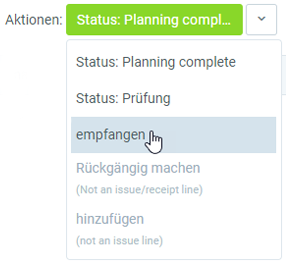 Aktionen: Status: Planning compl...
Status: Planning complete
Status: Prüfung
empfangen
Rückgängig machen
(Not an issue/receipt line)
hinzufügen
(not an issue line)